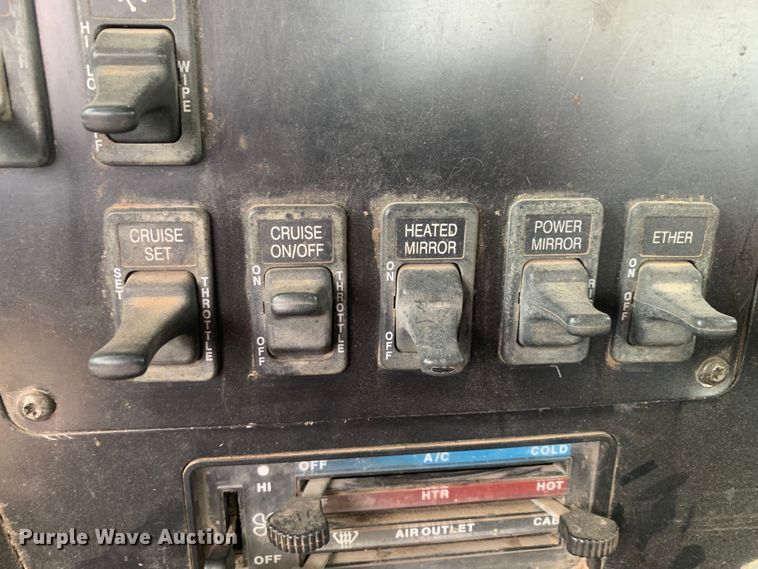 HI
LO
WIPE
CRUISE
SET
SET
THROTTLE
CRUISE
ON/OFF
ON
OFF
THROTTLE
HEATED
MIRROR
ON
OFF
POWER
MIRROR
ETHER
ON
OFF
OFF A/C COLD
HI
HTR HOT
AIR OUTLET
OFF
Purple Wave Auction